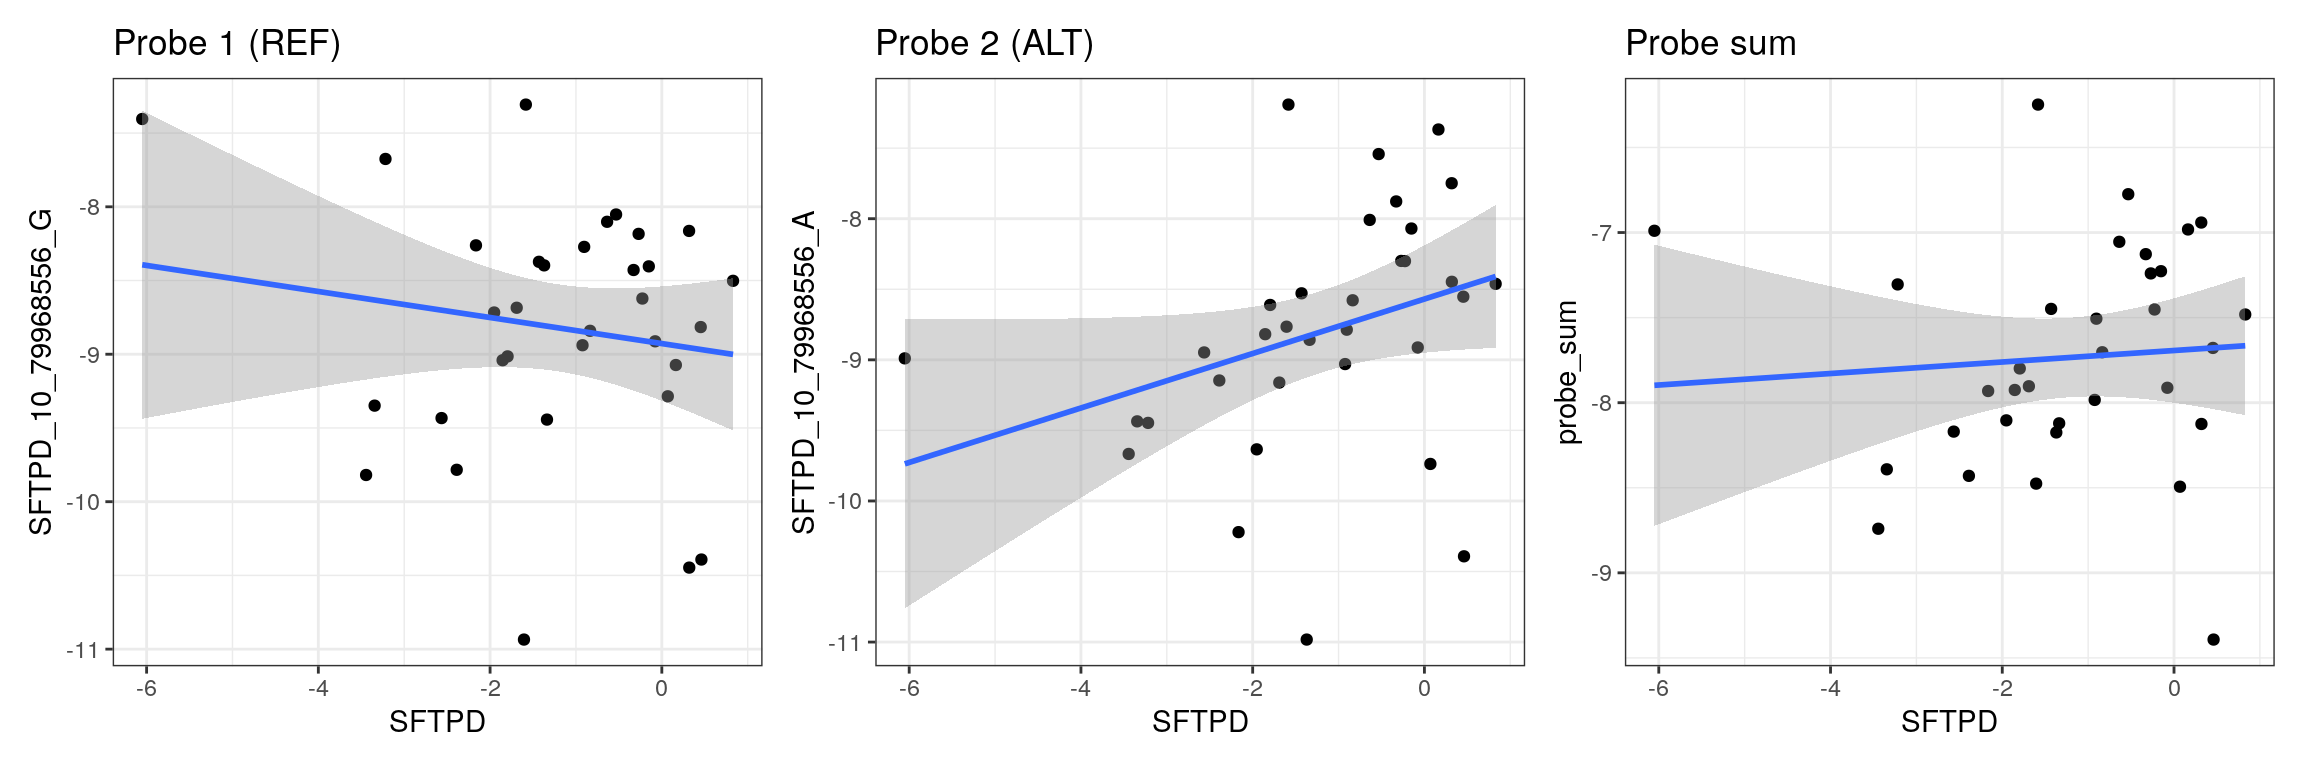 Probe 1 (REF)
SFTPD_10_79968556_G
-8
-9
-10
-11
-6 -4 -2 0
SFTPD
Probe 2 (ALT)
SFTPD_10_79968556_A
-8
-9
-10
-11
-6 -4 -2 0
SFTPD
Probe sum
probe_sum
-7
-8
-9
-6 -4 -2 0
SFTPD